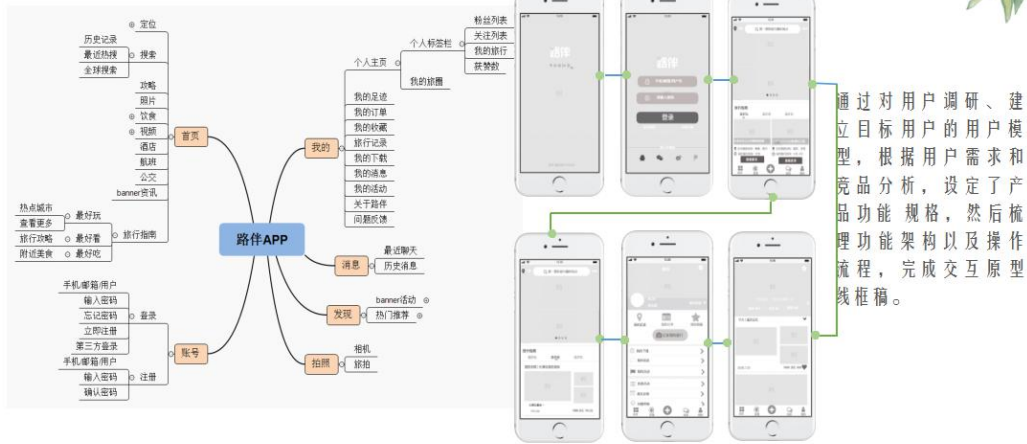 路伴APP
首页
定位
搜索
历史记录
最近热搜
全球搜索
攻略
照片
饮食
视频
酒店
航班
公交
banner资讯
旅行指南
最好玩
热点城市
查看更多
最好看
旅行攻略
最好吃
附近美食
账号
登录
手机/邮箱/用户
输入密码
忘记密码
立即注册
第三方登录
注册
手机/邮箱/用户
输入密码
确认密码
我的
个人主页
个人标签栏
粉丝列表
关注列表
我的旅行
获赞数
我的旅圈
我的足迹
我的订单
我的收藏
旅行记录
我的下载
我的消息
我的活动
关于路伴
问题反馈
消息
最近聊天
历史消息
发现
banner活动
热门推荐
拍照
相机
旅拍
路伴
路伴
登录
通过对用户调研、建
立目标用户的用户模
型，根据用户需求和
竞品分析，设定了产
品功能 规格，然后梳
理功能架构以及操作
流程，完成交互原型
线框稿。